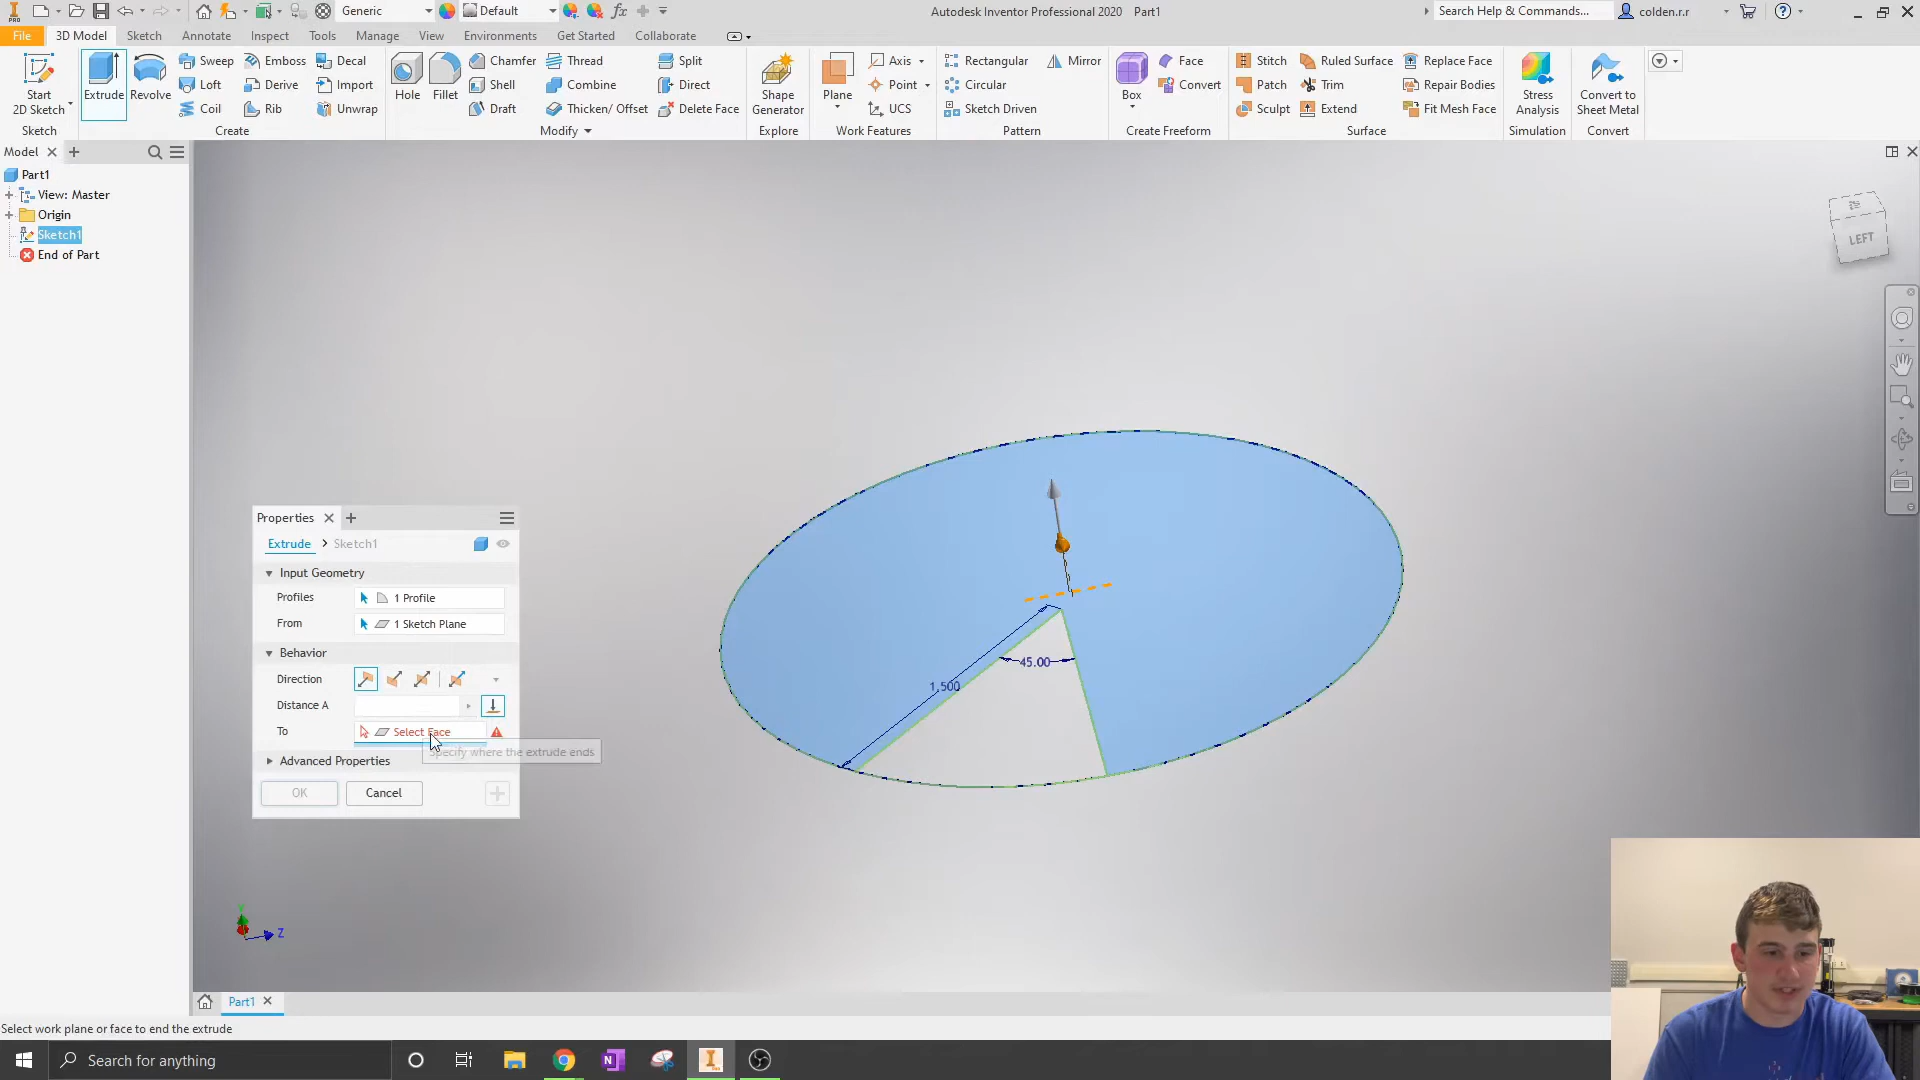 Generic
Default
Autodesk Inventor Professional 2020 Part1
Search Help & Commands...
colden.r.r
PRO
File 3D Model Sketch Annotate Inspect Tools Manage View Environments Get Started Collaborate
Start
2D Sketch
Sketch
Extrude
Revolve
Sweep
Loft
Coil
Emboss
Derive
Rib
Decal
Import
Unwrap
Create
Hole
Fillet
Chamfer
Shell
Draft
Thread
Combine
Thicken/ Offset
Split
Direct
Delete Face
Modify
Shape
Generator
Explore
Plane
Axis
Point
UCS
Work Features
Rectangular
Circular
Sketch Driven
Mirror
Pattern
Box
Face
Convert
Create Freeform
Stitch
Patch
Sculpt
Ruled Surface
Trim
Extend
Replace Face
Repair Bodies
Fit Mesh Face
Surface
Stress
Analysis
Simulation
Convert to
Sheet Metal
Convert
Model
Part1
View: Master
Origin
Sketch1
End of Part
LEFT
45.00
1,500
Properties
Extrude > Sketch1
Input Geometry
Profiles 1 Profile
From 1 Sketch Plane
Behavior
Direction
Distance A
To Select Face
Specify where the extrude ends
Advanced Properties
OK Cancel
Y
Z
Part1
Select work plane or face to end the extrude
Search for anything